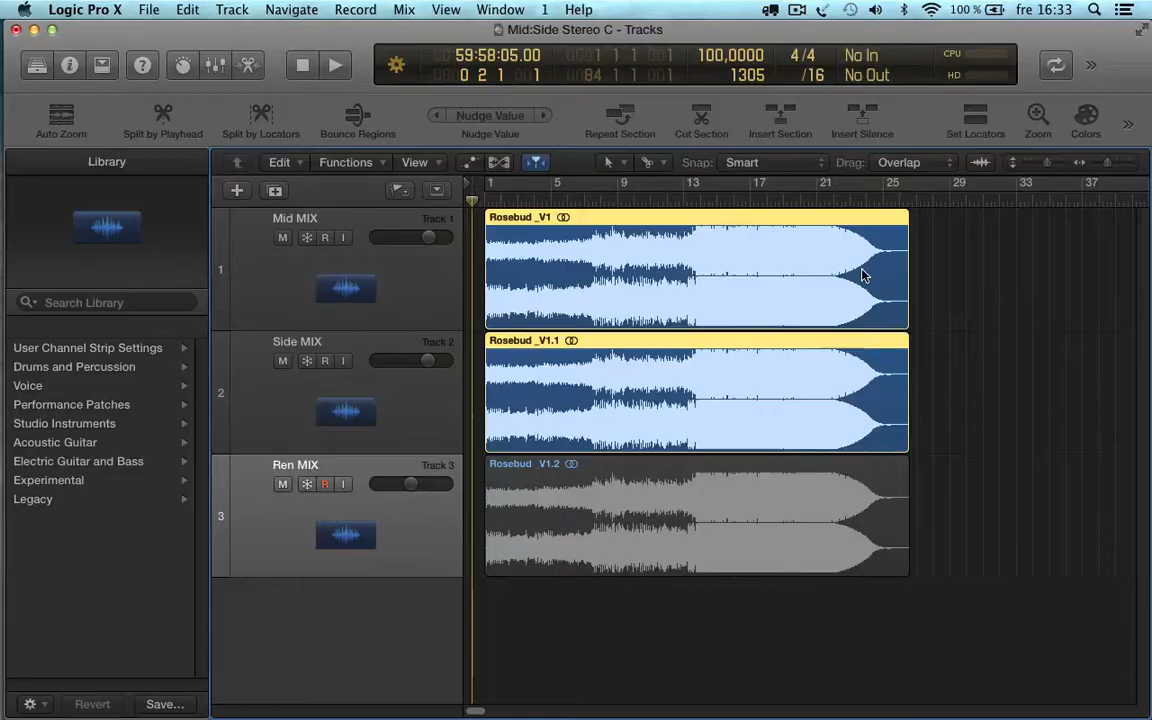 Logic Pro X File Edit Track Navigate Record Mix View Window 1 Help 100 % fre 16:33
Mid:Side Stereo C - Tracks
59:58:05.00 1 1 1 1 100,0000 4/4 No In CPU
0 2 1 1 84 1 1 1 1305 /16 No Out HD
Auto Zoom Split by Playhead Split by Locators Bounce Regions Nudge Value Nudge Value Repeat Section Cut Section Insert Section Insert Silence Set Locators Zoom Colors
Library Edit Functions View Snap: Smart Drag: Overlap
1 5 9 13 17 21 25 29 33 37
Mid MIX Track 1 Rosebud _V1
M R I
1
Search Library
Side MIX Track 2 Rosebud _V1.1
M R I
2
User Channel Strip Settings
Drums and Percussion
Voice
Performance Patches
Studio Instruments
Acoustic Guitar
Electric Guitar and Bass
Experimental
Legacy
Ren MIX Track 3 Rosebud _V1.2
M R I
3
Revert Save...